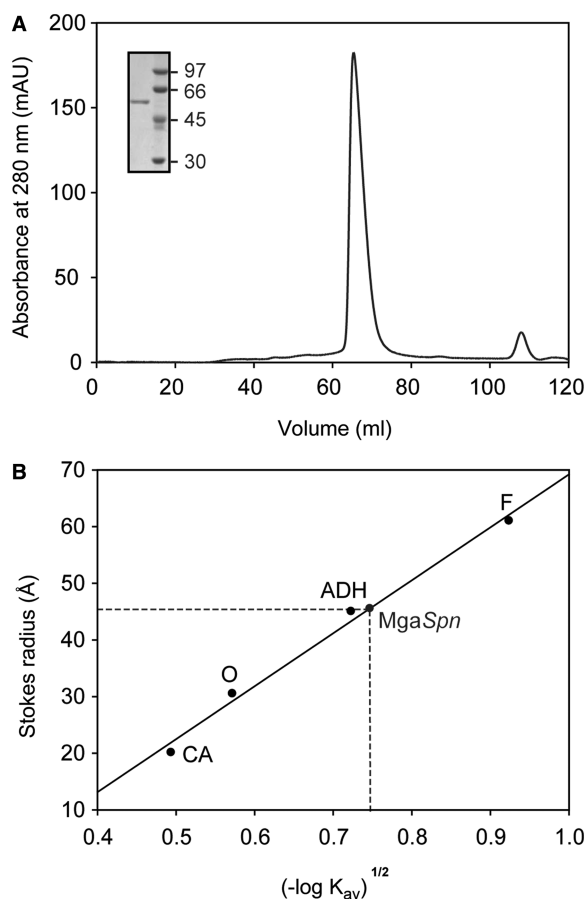 A
200
150
100
50
0
Absorbance at 280 nm (mAU)
97
66
45
30
0 20 40 60 80 100 120
Volume (ml)
B
70
60
50
40
30
20
10
Stokes radius (Å)
F
ADH
MgaSpn
O
CA
0.4 0.5 0.6 0.7 0.8 0.9 1.0
(-log Kav)1/2